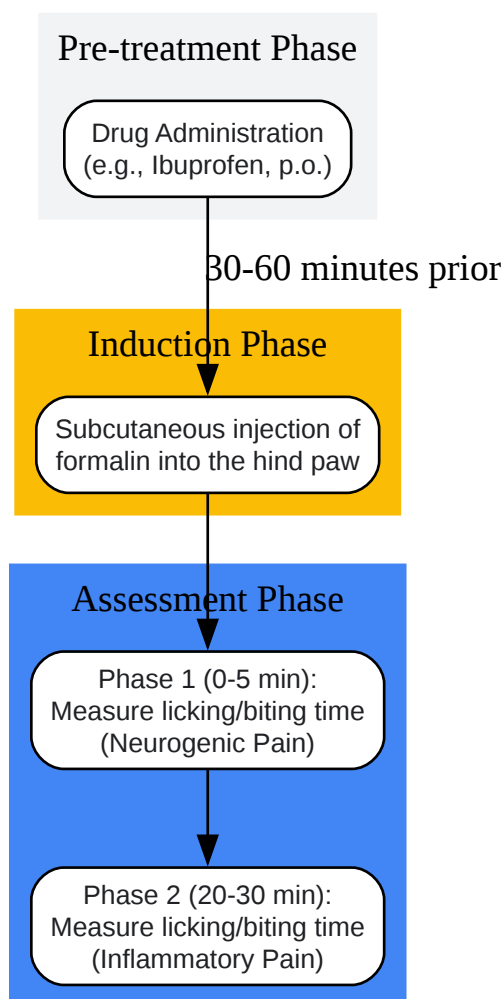 Pre-treatment Phase
Drug Administration
(e.g., Ibuprofen, p.o.)
30-60 minutes prior
Induction Phase
Subcutaneous injection of
formalin into the hind paw
Assessment Phase
Phase 1 (0-5 min):
Measure licking/biting time
(Neurogenic Pain)
Phase 2 (20-30 min):
Measure licking/biting time
(Inflammatory Pain)